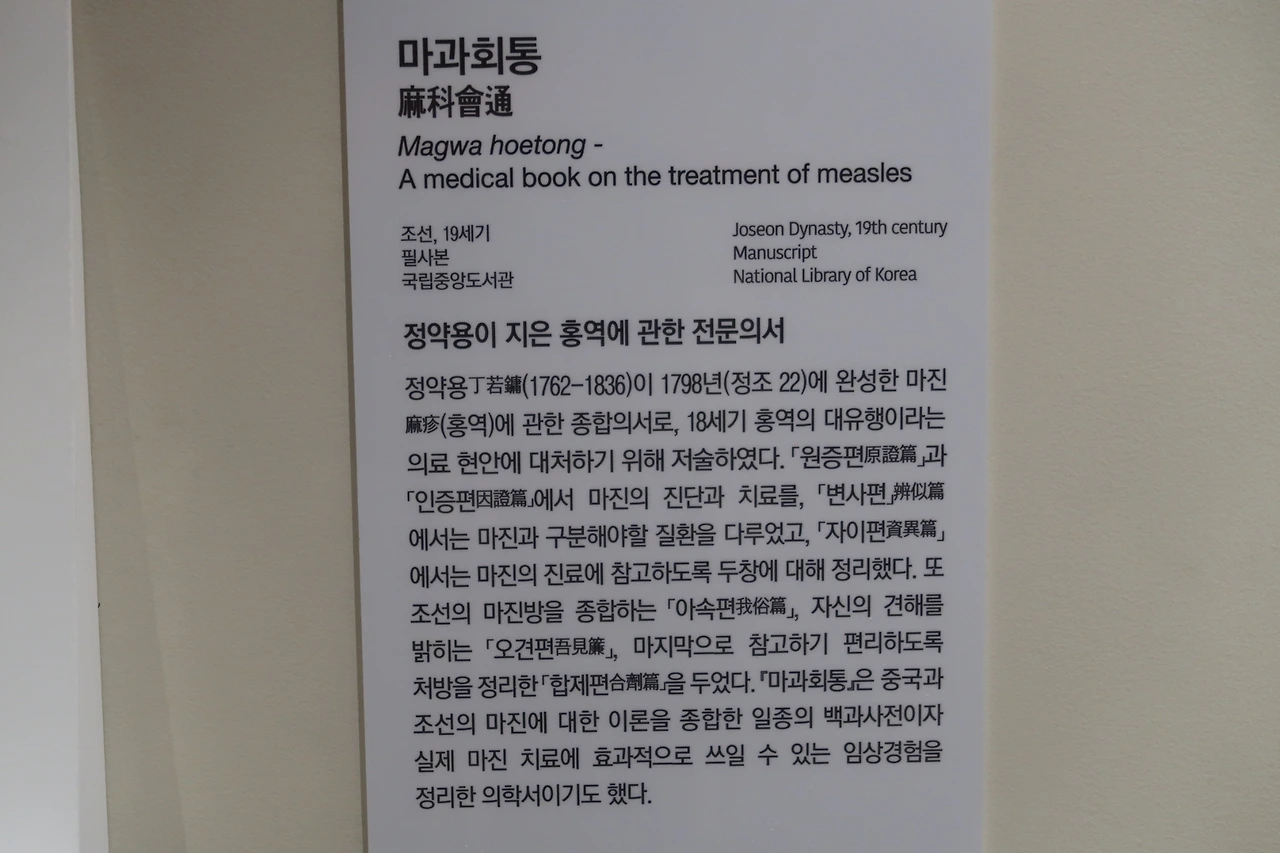 마과회통
麻科會通
Magwa hoetong -
A medical book on the treatment of measles
조선, 19세기
필사본
국립중앙도서관
Joseon Dynasty, 19th century
Manuscript
National Library of Korea
정약용이 지은 홍역에 관한 전문의서
정약용丁若鏞(1762–1836)이 1798년(정조 22)에 완성한 마진
麻疹(홍역)에 관한 종합의서로, 18세기 홍역의 대유행이라는
의료 현안에 대처하기 위해 저술하였다. 「원증편原證篇」과
「인증편因證篇」에서 마진의 진단과 치료를, 「변사편」辨似篇
에서는 마진과 구분해야할 질환을 다루었고, 「자이편資異篇」
에서는 마진의 진료에 참고하도록 두창에 대해 정리했다. 또
조선의 마진방을 종합하는 「아속편我俗篇」, 자신의 견해를
밝히는 「오견편吾見篇」, 마지막으로 참고하기 편리하도록
처방을 정리한 「합제편合劑篇」을 두었다. 『마과회통』은 중국과
조선의 마진에 대한 이론을 종합한 일종의 백과사전이자
실제 마진 치료에 효과적으로 쓰일 수 있는 임상경험을
정리한 의학서이기도 했다.